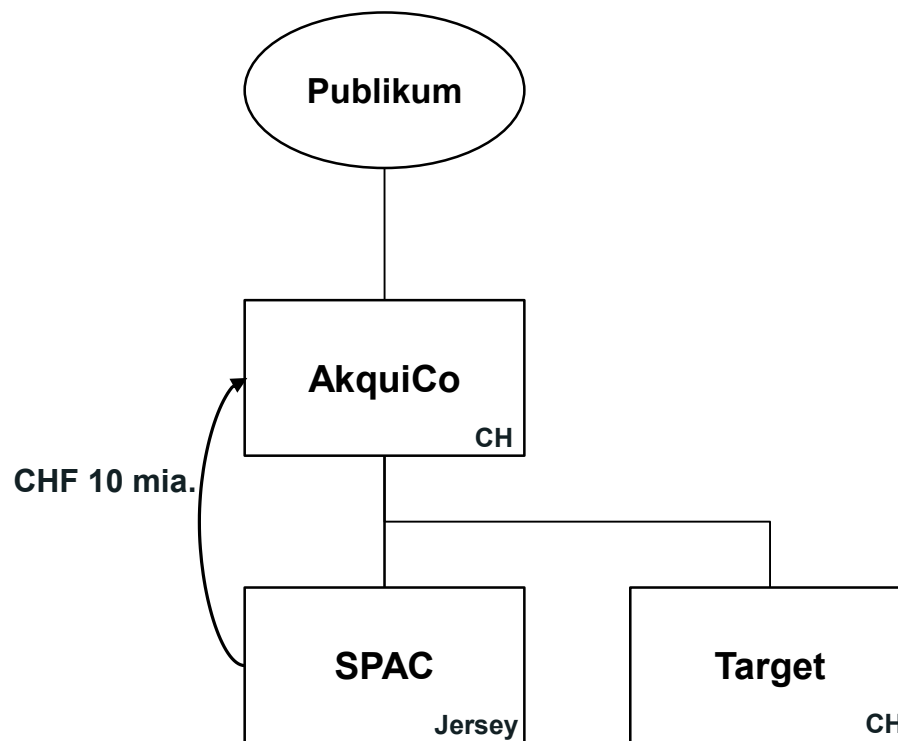 Publikum
AkquiCo
CH
CHF 10 mia.
SPAC
Jersey
Target
CH